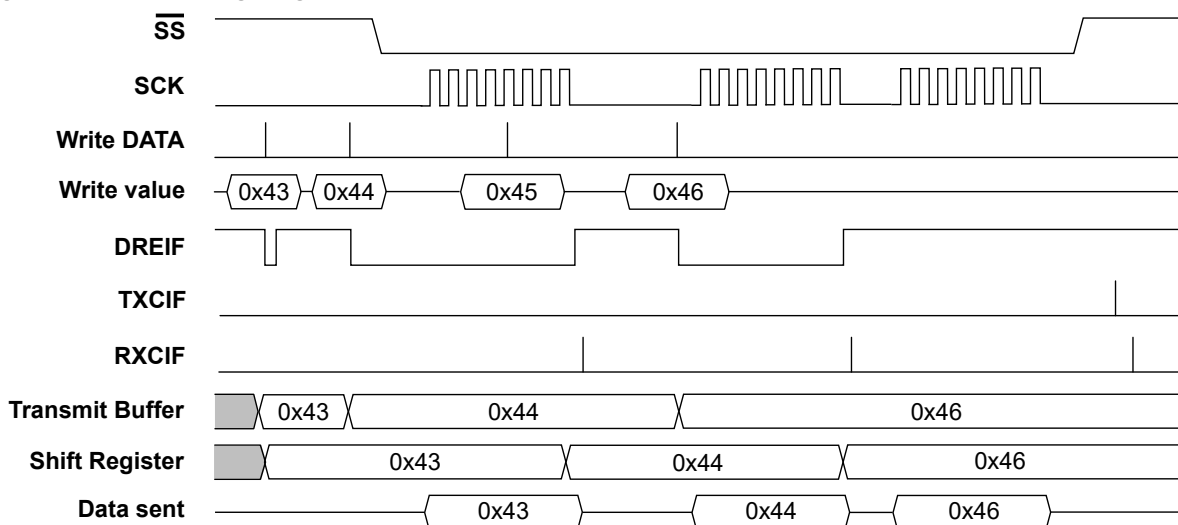 SS
SCK
Write DATA
Write value 0x43 0x44 0x45 0x46
DREIF
TXCIF
RXCIF
Transmit Buffer 0x43 0x44 0x46
Shift Register 0x43 0x44 0x46
Data sent 0x43 0x44 0x46